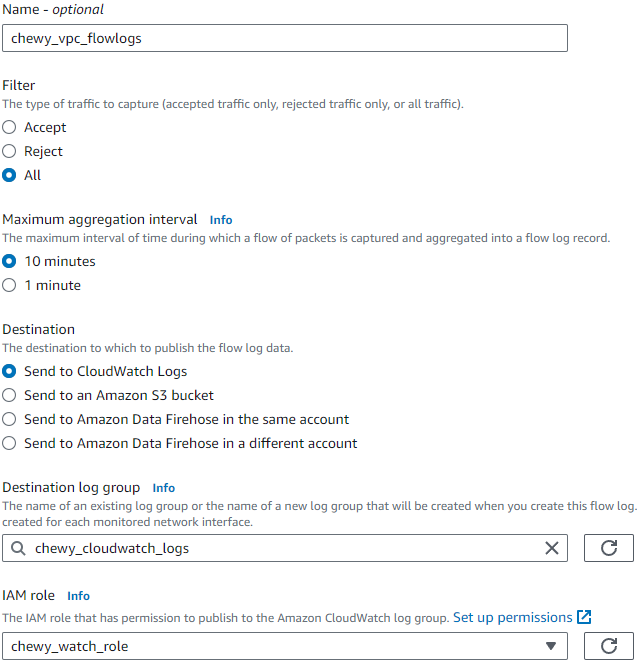 Name - optional
chewy_vpc_flowlogs
Filter
The type of traffic to capture (accepted traffic only, rejected traffic only, or all traffic).
Accept
Reject
All
Maximum aggregation interval Info
The maximum interval of time during which a flow of packets is captured and aggregated into a flow log record.
10 minutes
1 minute
Destination
The destination to which to publish the flow log data.
Send to CloudWatch Logs
Send to an Amazon S3 bucket
Send to Amazon Data Firehose in the same account
Send to Amazon Data Firehose in a different account
Destination log group Info
The name of an existing log group or the name of a new log group that will be created when you create this flow log.
created for each monitored network interface.
chewy_cloudwatch_logs
IAM role Info
The IAM role that has permission to publish to the Amazon CloudWatch log group. Set up permissions
chewy_watch_role